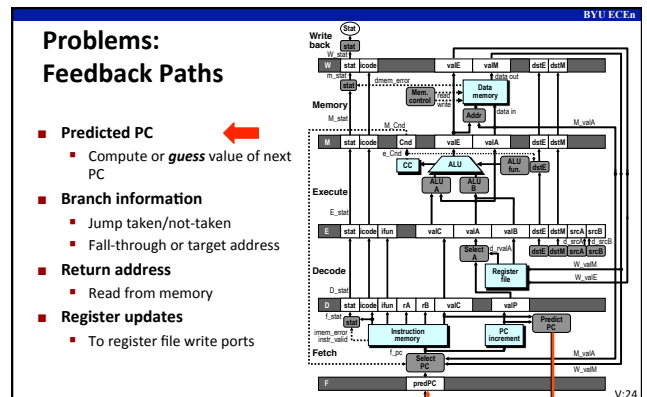 BYU ECEn
Problems:
Feedback Paths
Predicted PC
Compute or guess value of next
PC
Branch information
Jump taken/not-taken
Fall-through or target address
Return address
Read from memory
Register updates
To register file write ports
Stat
Write
back
stat
W_stat
W stat icode valE valM dstE dstM
m_stat
stat
dmem_error
data out
Data
memory
Mem.
control
read
write
Memory
data in
Addr
M_stat
M_Cnd
M_valA
M stat icode Cnd valE valA dstE dstM
e_Cnd
CC
ALU
ALU
fun.
dstE
ALU
A
ALU
B
Execute
E_stat
E stat icode ifun valC valA valB dstE dstM srcA srcB
d_srcA d_srcB
Select
A
d_rvalA
dstE dstM srcA srcB
Register
file
W_valM
W_valE
Decode
D_stat
D stat icode ifun rA rB valC valP
f_stat
stat
imem_error
instr_valid
Instruction
memory
PC
increment
Predict
PC
Fetch
f_pc
Select
PC
M_valA
W_valM
F predPC
V:24